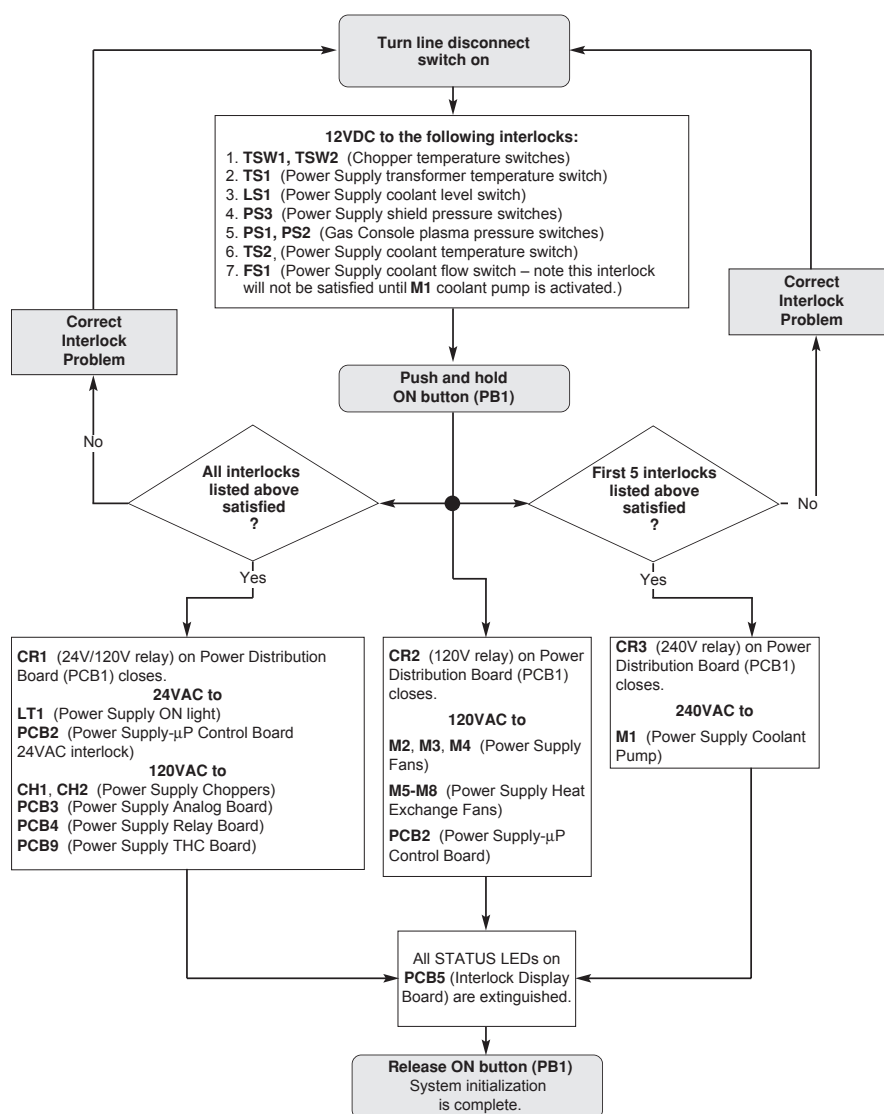 Turn line disconnect
switch on
12VDC to the following interlocks:
1. TSW1, TSW2 (Chopper temperature switches)
2. TS1 (Power Supply transformer temperature switch)
3. LS1 (Power Supply coolant level switch)
4. PS3 (Power Supply shield pressure switches)
5. PS1, PS2 (Gas Console plasma pressure switches)
6. TS2, (Power Supply coolant temperature switch)
7. FS1 (Power Supply coolant flow switch – note this interlock
will not be satisfied until M1 coolant pump is activated.)
Correct
Interlock
Problem
Correct
Interlock
Problem
Push and hold
ON button (PB1)
No
All interlocks
listed above
satisfied
?
First 5 interlocks
listed above
satisfied
?
No
Yes
Yes
CR1 (24V/120V relay) on Power Distribution
Board (PCB1) closes.
24VAC to
LT1 (Power Supply ON light)
PCB2 (Power Supply-µP Control Board
24VAC interlock)
120VAC to
CH1, CH2 (Power Supply Choppers)
PCB3 (Power Supply Analog Board)
PCB4 (Power Supply Relay Board)
PCB9 (Power Supply THC Board)
CR2 (120V relay) on Power
Distribution Board (PCB1)
closes.
120VAC to
M2, M3, M4 (Power Supply
Fans)
M5-M8 (Power Supply Heat
Exchange Fans)
PCB2 (Power Supply-µP
Control Board)
CR3 (240V relay) on Power
Distribution Board (PCB1)
closes.
240VAC to
M1 (Power Supply Coolant
Pump)
All STATUS LEDs on
PCB5 (Interlock Display
Board) are extinguished.
Release ON button (PB1)
System initialization
is complete.